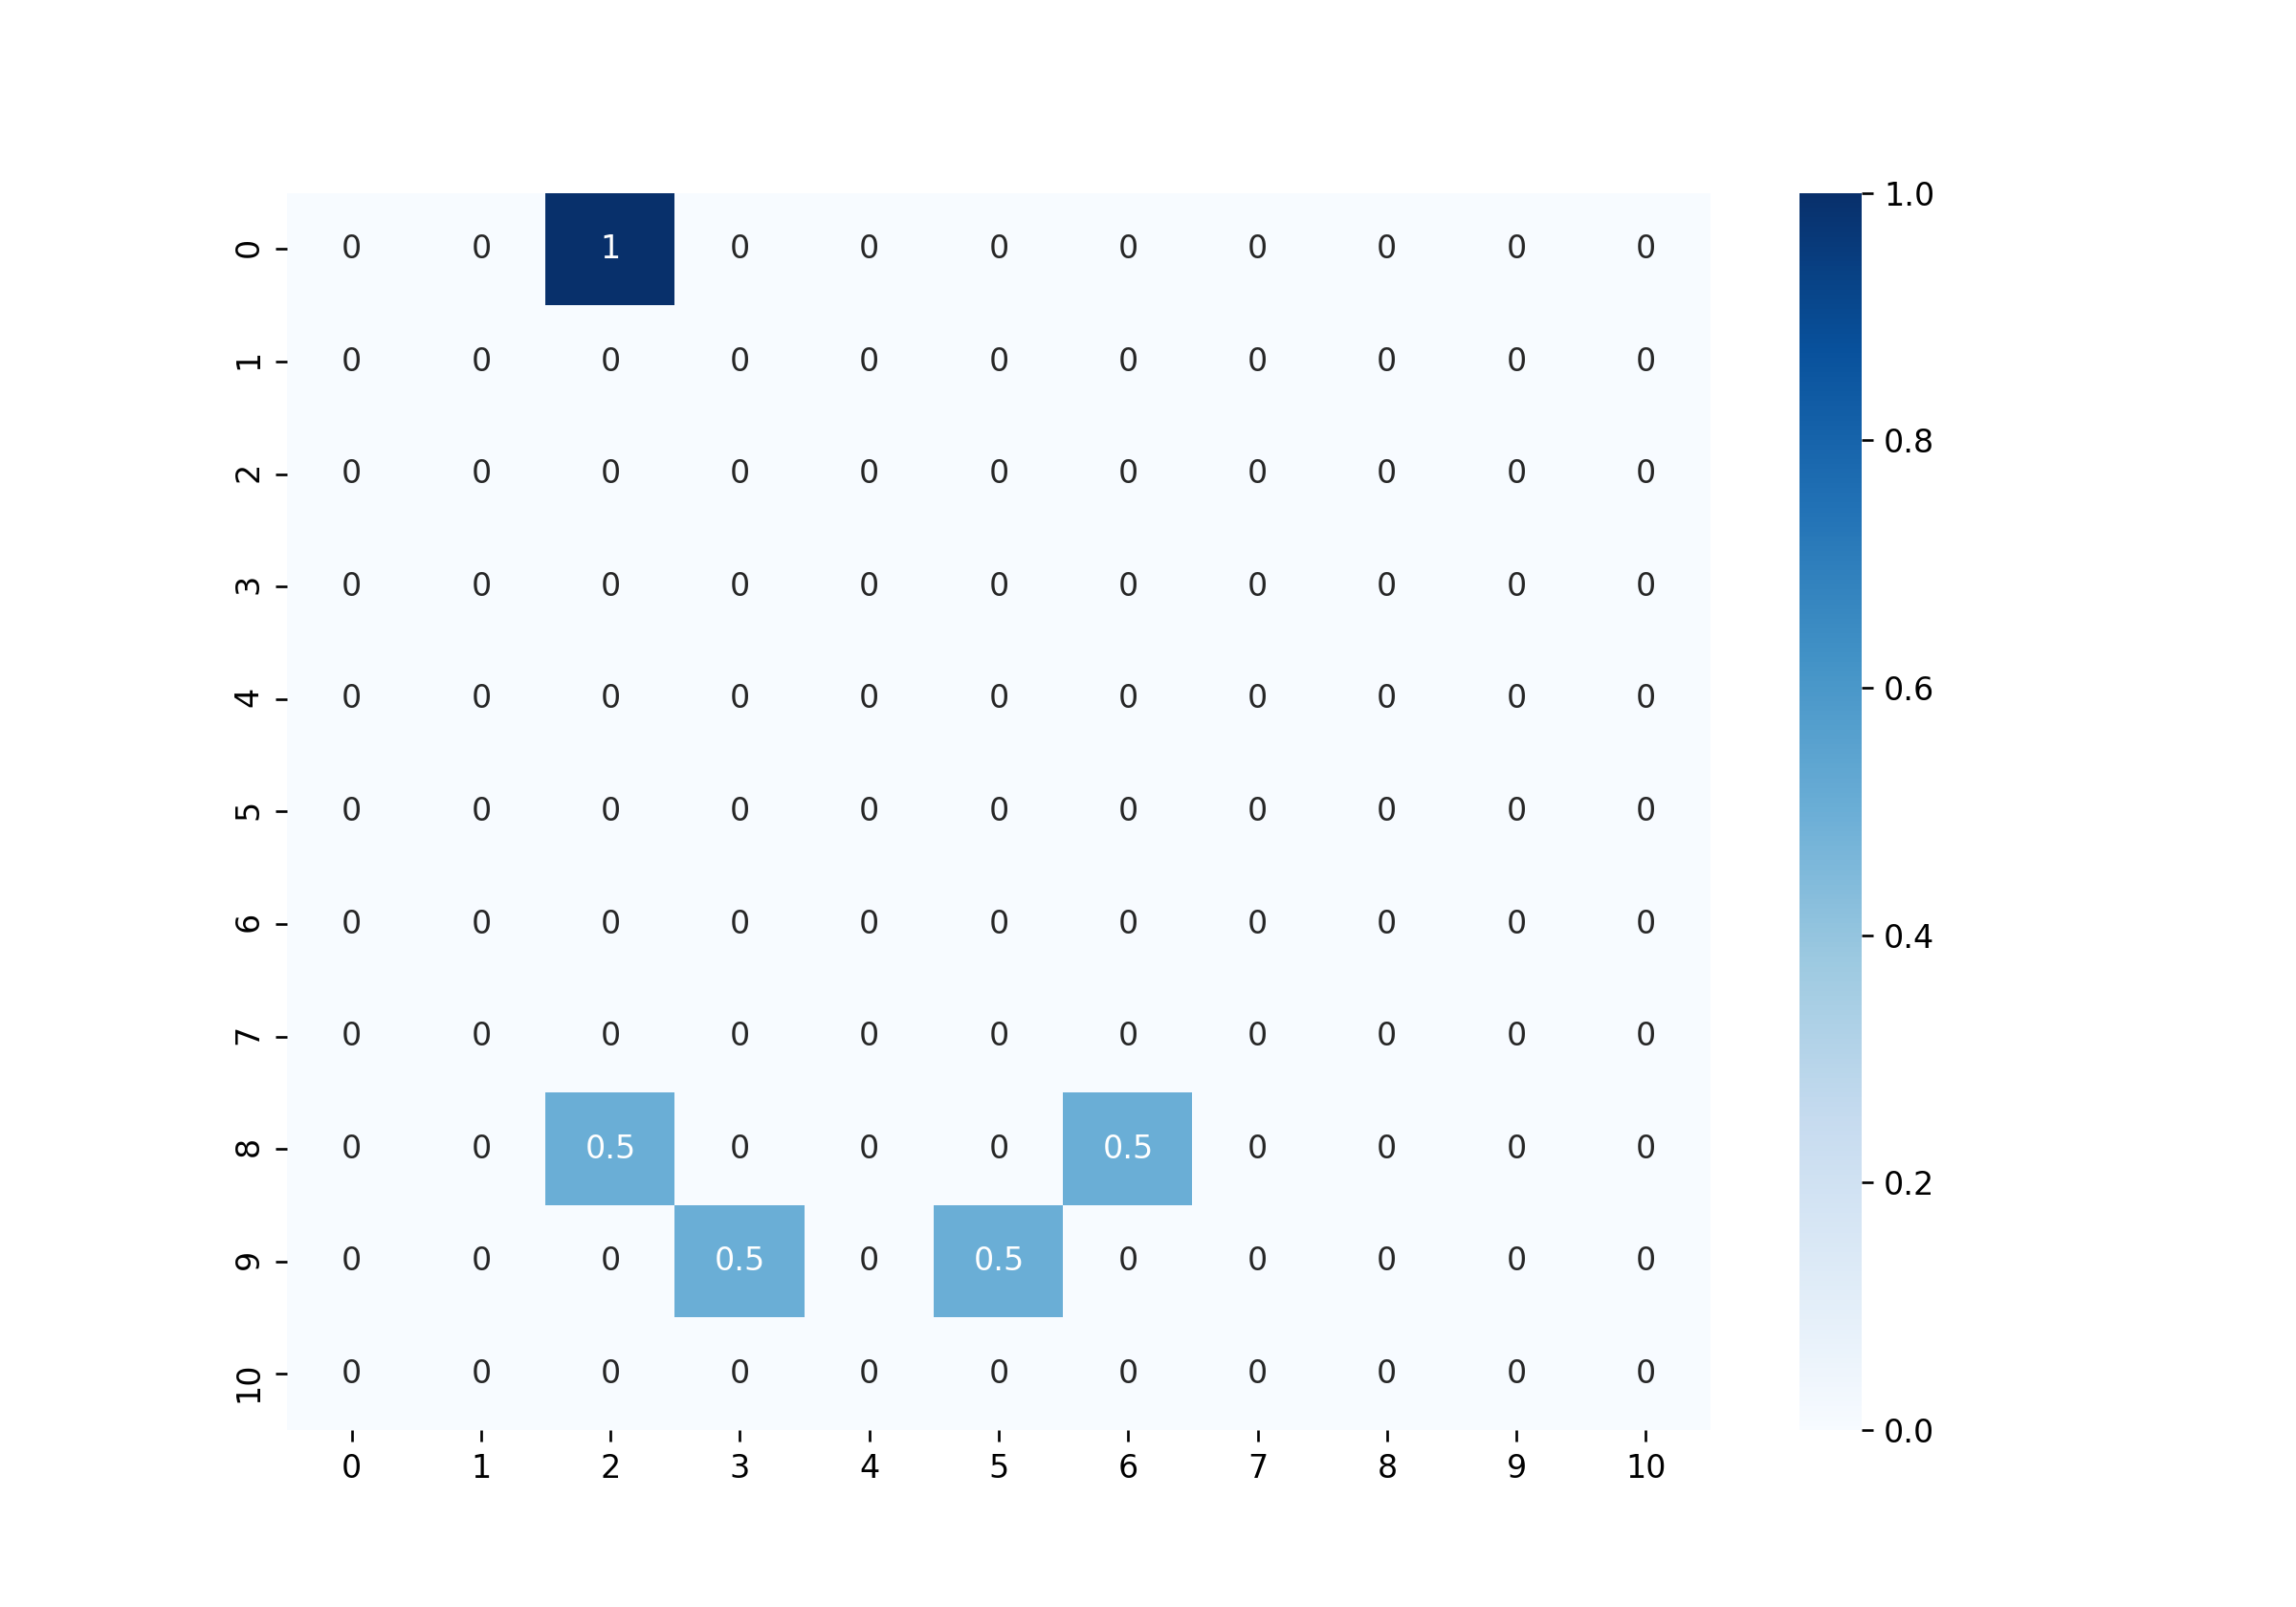 1.0
0 0 0 1 0 0 0 0 0 0 0 0
1 0 0 0 0 0 0 0 0 0 0 0
0.8
2 0 0 0 0 0 0 0 0 0 0 0
3 0 0 0 0 0 0 0 0 0 0 0
0.6
4 0 0 0 0 0 0 0 0 0 0 0
5 0 0 0 0 0 0 0 0 0 0 0
6 0 0 0 0 0 0 0 0 0 0 0
0.4
7 0 0 0 0 0 0 0 0 0 0 0
8 0 0 0.5 0 0 0 0.5 0 0 0 0
0.2
9 0 0 0 0.5 0 0.5 0 0 0 0 0
10 0 0 0 0 0 0 0 0 0 0 0
0.0
0 1 2 3 4 5 6 7 8 9 10